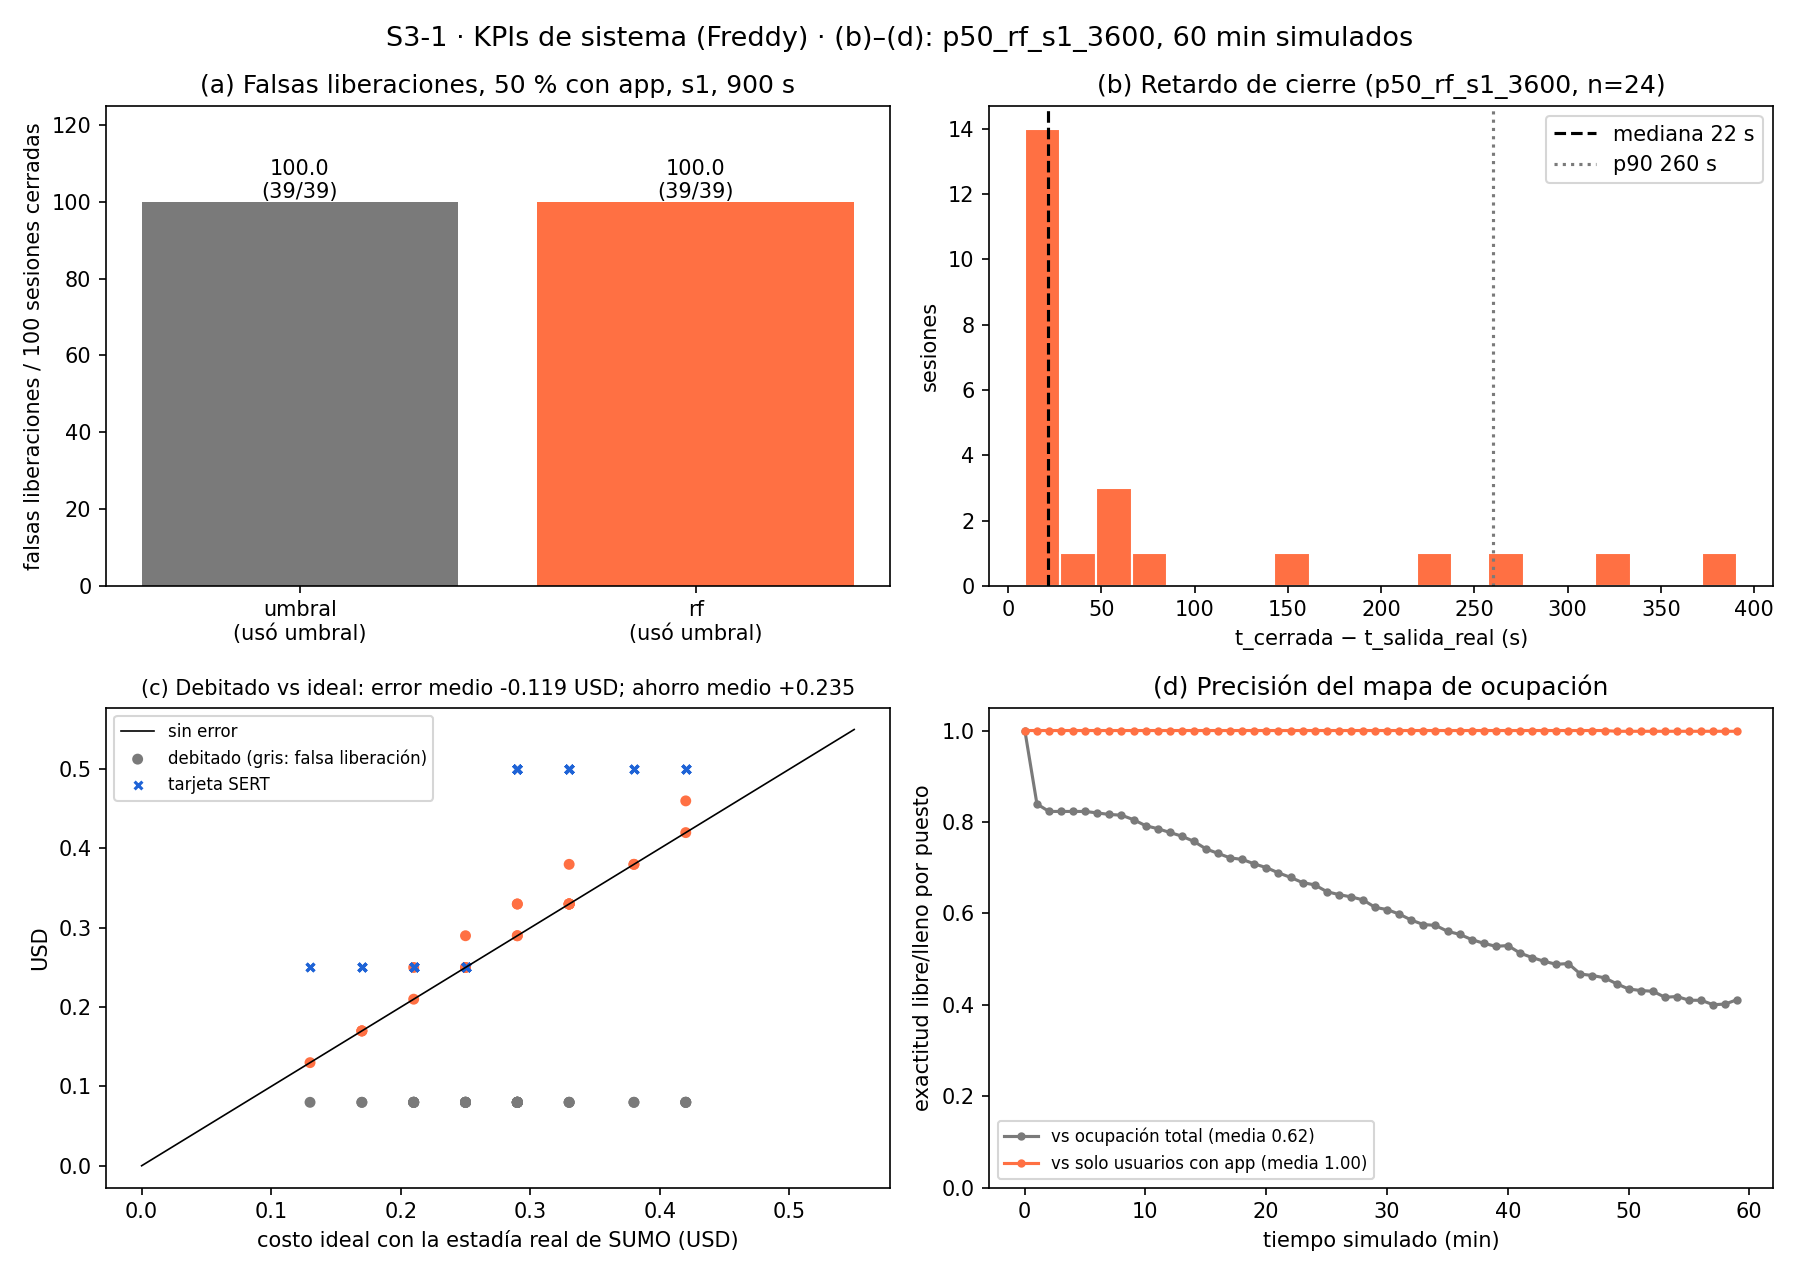 S3-1 · KPIs de sistema (Freddy) · (b)–(d): p50_rf_s1_3600, 60 min simulados
(a) Falsas liberaciones, 50 % con app, s1, 900 s
falsas liberaciones / 100 sesiones cerradas
120
100
80
60
40
20
0
100.0
(39/39)
100.0
(39/39)
umbral
(usó umbral)
rf
(usó umbral)
(b) Retardo de cierre (p50_rf_s1_3600, n=24)
sesiones
14
12
10
8
6
4
2
0
mediana 22 s
p90 260 s
0 50 100 150 200 250 300 350 400
t_cerrada − t_salida_real (s)
(c) Debitado vs ideal: error medio -0.119 USD; ahorro medio +0.235
USD
0.5
0.4
0.3
0.2
0.1
0.0
sin error
debitado (gris: falsa liberación)
tarjeta SERT
0.0 0.1 0.2 0.3 0.4 0.5
costo ideal con la estadía real de SUMO (USD)
(d) Precisión del mapa de ocupación
exactitud libre/lleno por puesto
1.0
0.8
0.6
0.4
0.2
0.0
vs ocupación total (media 0.62)
vs solo usuarios con app (media 1.00)
0 10 20 30 40 50 60
tiempo simulado (min)